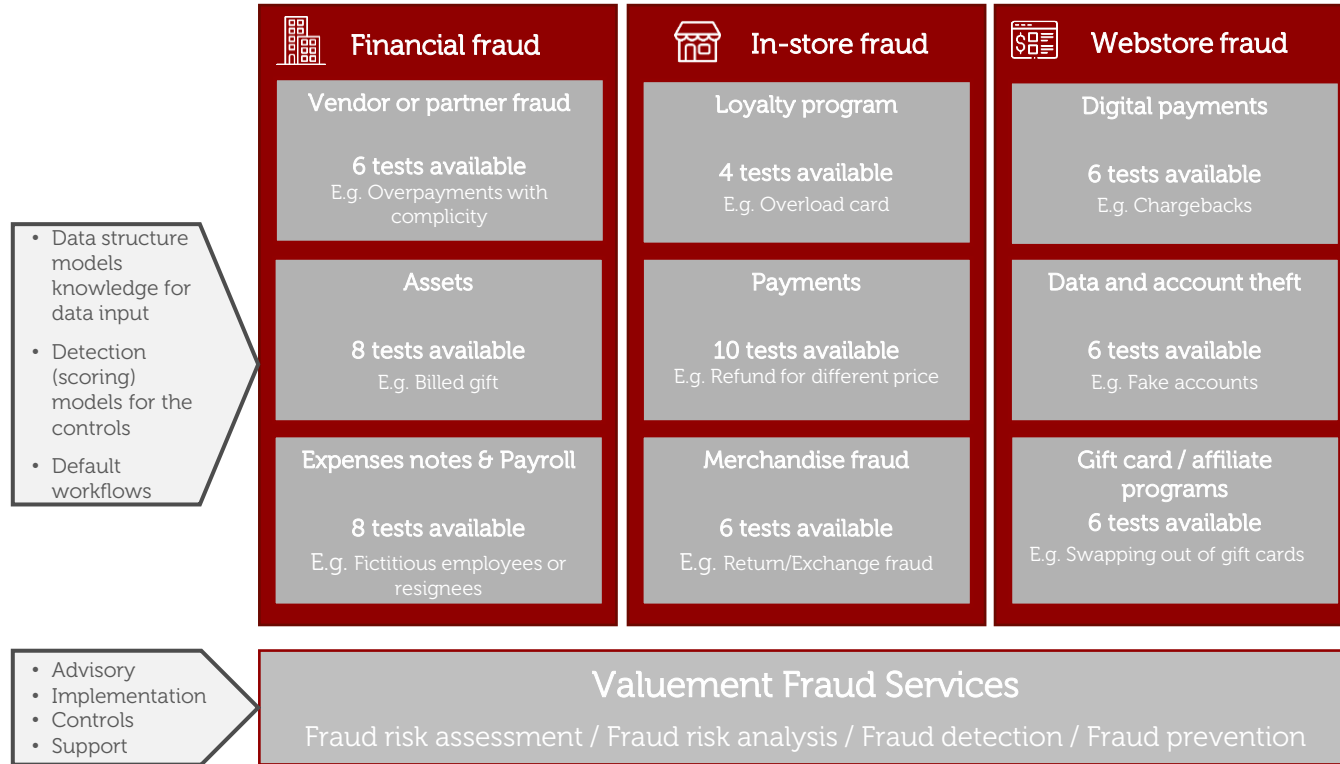 Financial fraud
Vendor or partner fraud
6 tests available
E.g. Overpayments with
complicity
Assets
8 tests available
E.g. Billed gift
Expenses notes & Payroll
8 tests available
E.g. Fictitious employees or
resignees
In-store fraud
Loyalty program
4 tests available
E.g. Overload card
Payments
10 tests available
E.g. Refund for different price
Merchandise fraud
6 tests available
E.g. Return/Exchange fraud
Webstore fraud
Digital payments
6 tests available
E.g. Chargebacks
Data and account theft
6 tests available
E.g. Fake accounts
Gift card / affiliate
programs
6 tests available
E.g. Swapping out of gift cards
• Data structure
models
knowledge for
data input
• Detection
(scoring)
models for the
controls
• Default
workflows
• Advisory
• Implementation
• Controls
• Support
Valuement Fraud Services
Fraud risk assessment / Fraud risk analysis / Fraud detection / Fraud prevention